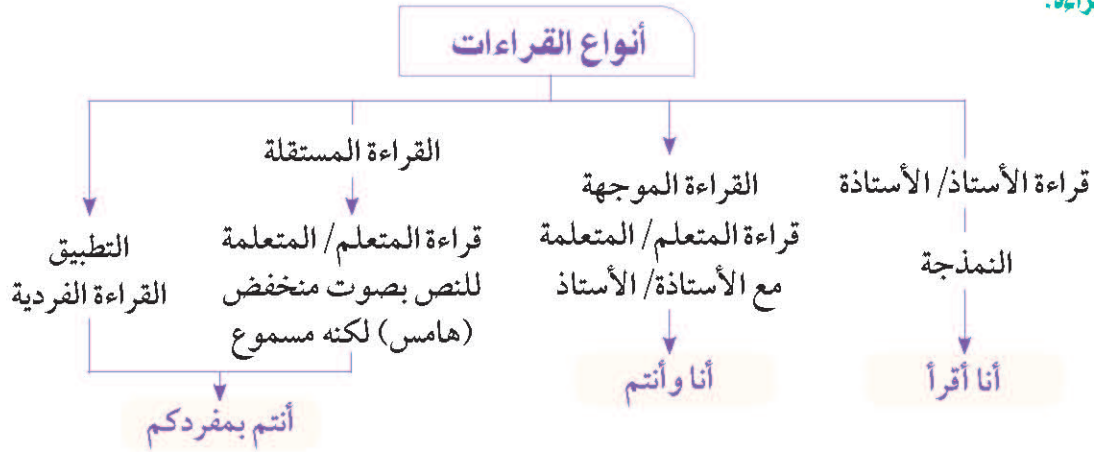 أنواع القراءات
قراءة الأستاذ/ الأستاذة
النمذجة
أنا أقرأ
القراءة الموجهة
قراءة المتعلم/ المتعلمة
مع الأستاذة/ الأستاذ
أنا وأنتم
القراءة المستقلة
قراءة المتعلم/ المتعلمة
للنص بصوت منخفض
(هامس) لكنه مسموع
التطبيق
القراءة الفردية
أنتم بمفردكم